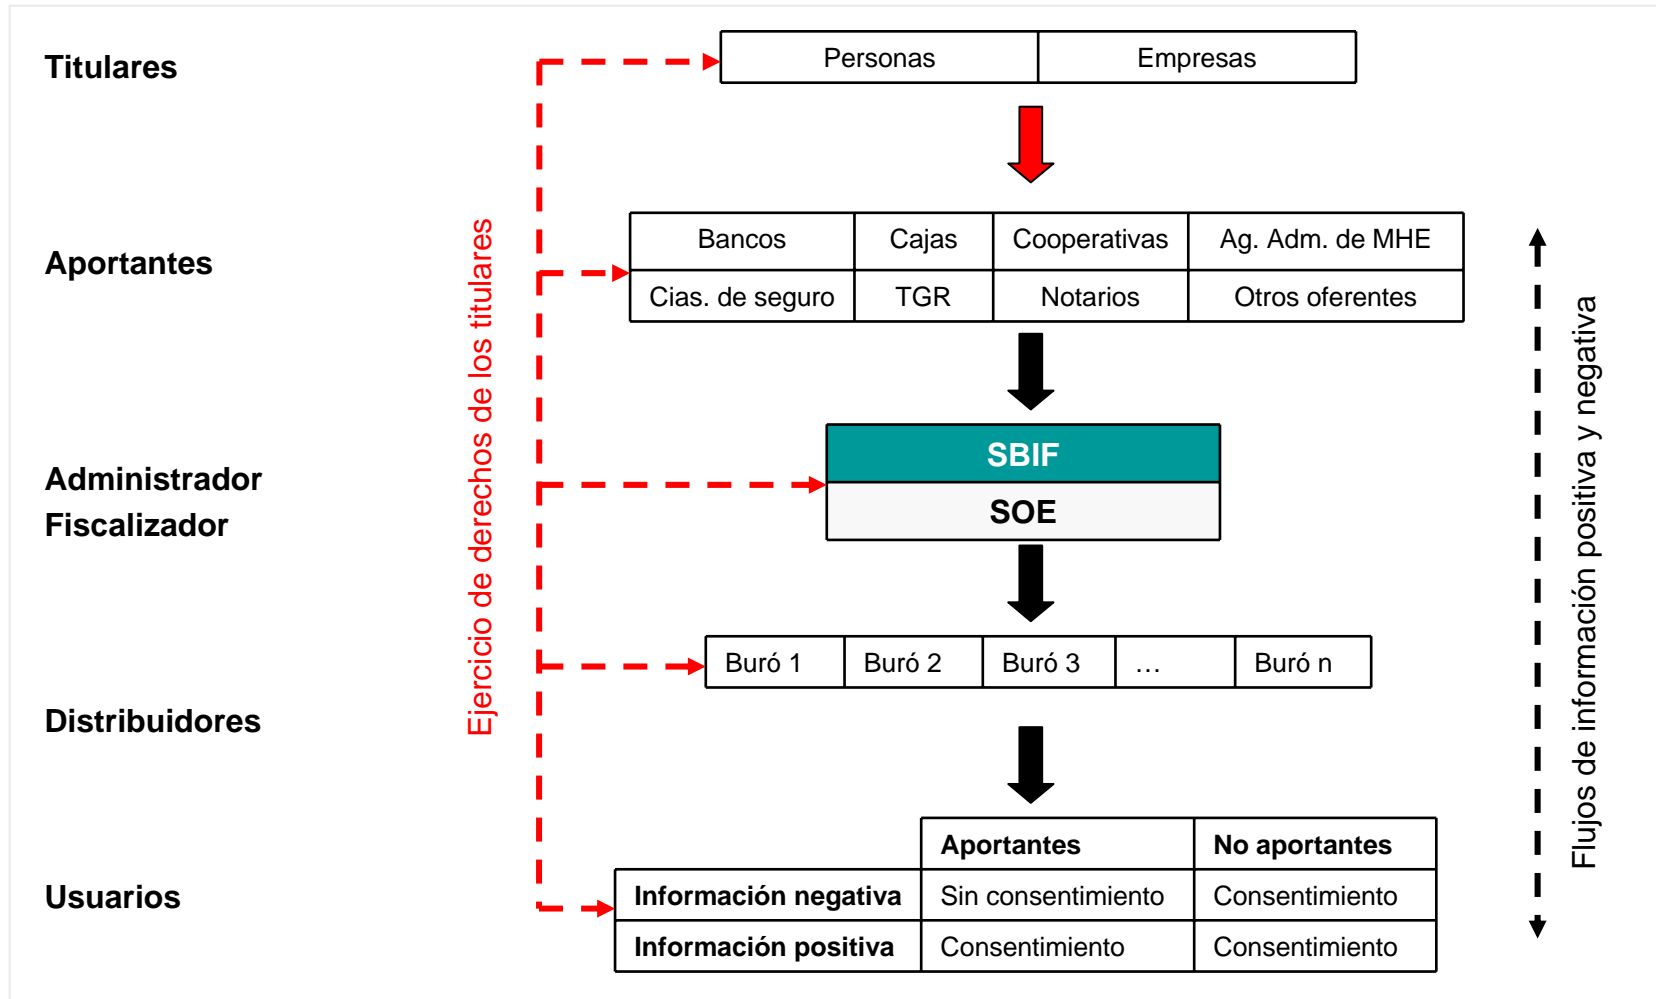 Titulares
Personas
Empresas
Aportantes
Bancos
Cajas
Cooperativas
Ag. Adm. de MHE
Cias. de seguro
TGR
Notarios
Otros oferentes
Administrador
Fiscalizador
SBIF
SOE
Distribuidores
Buró 1
Buró 2
Buró 3
…
Buró n
Usuarios
Aportantes
No aportantes
Información negativa
Sin consentimiento
Consentimiento
Información positiva
Consentimiento
Consentimiento
Ejercicio de derechos de los titulares
Flujos de información positiva y negativa